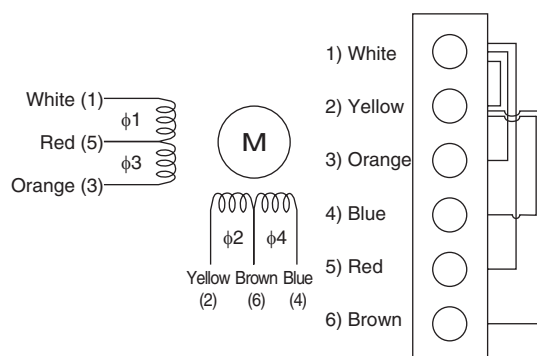 White (1)
ϕ1
Red (5)
ϕ3
Orange (3)
M
ϕ2
ϕ4
Yellow Brown Blue
(2) (6) (4)
1) White
2) Yellow
3) Orange
4) Blue
5) Red
6) Brown